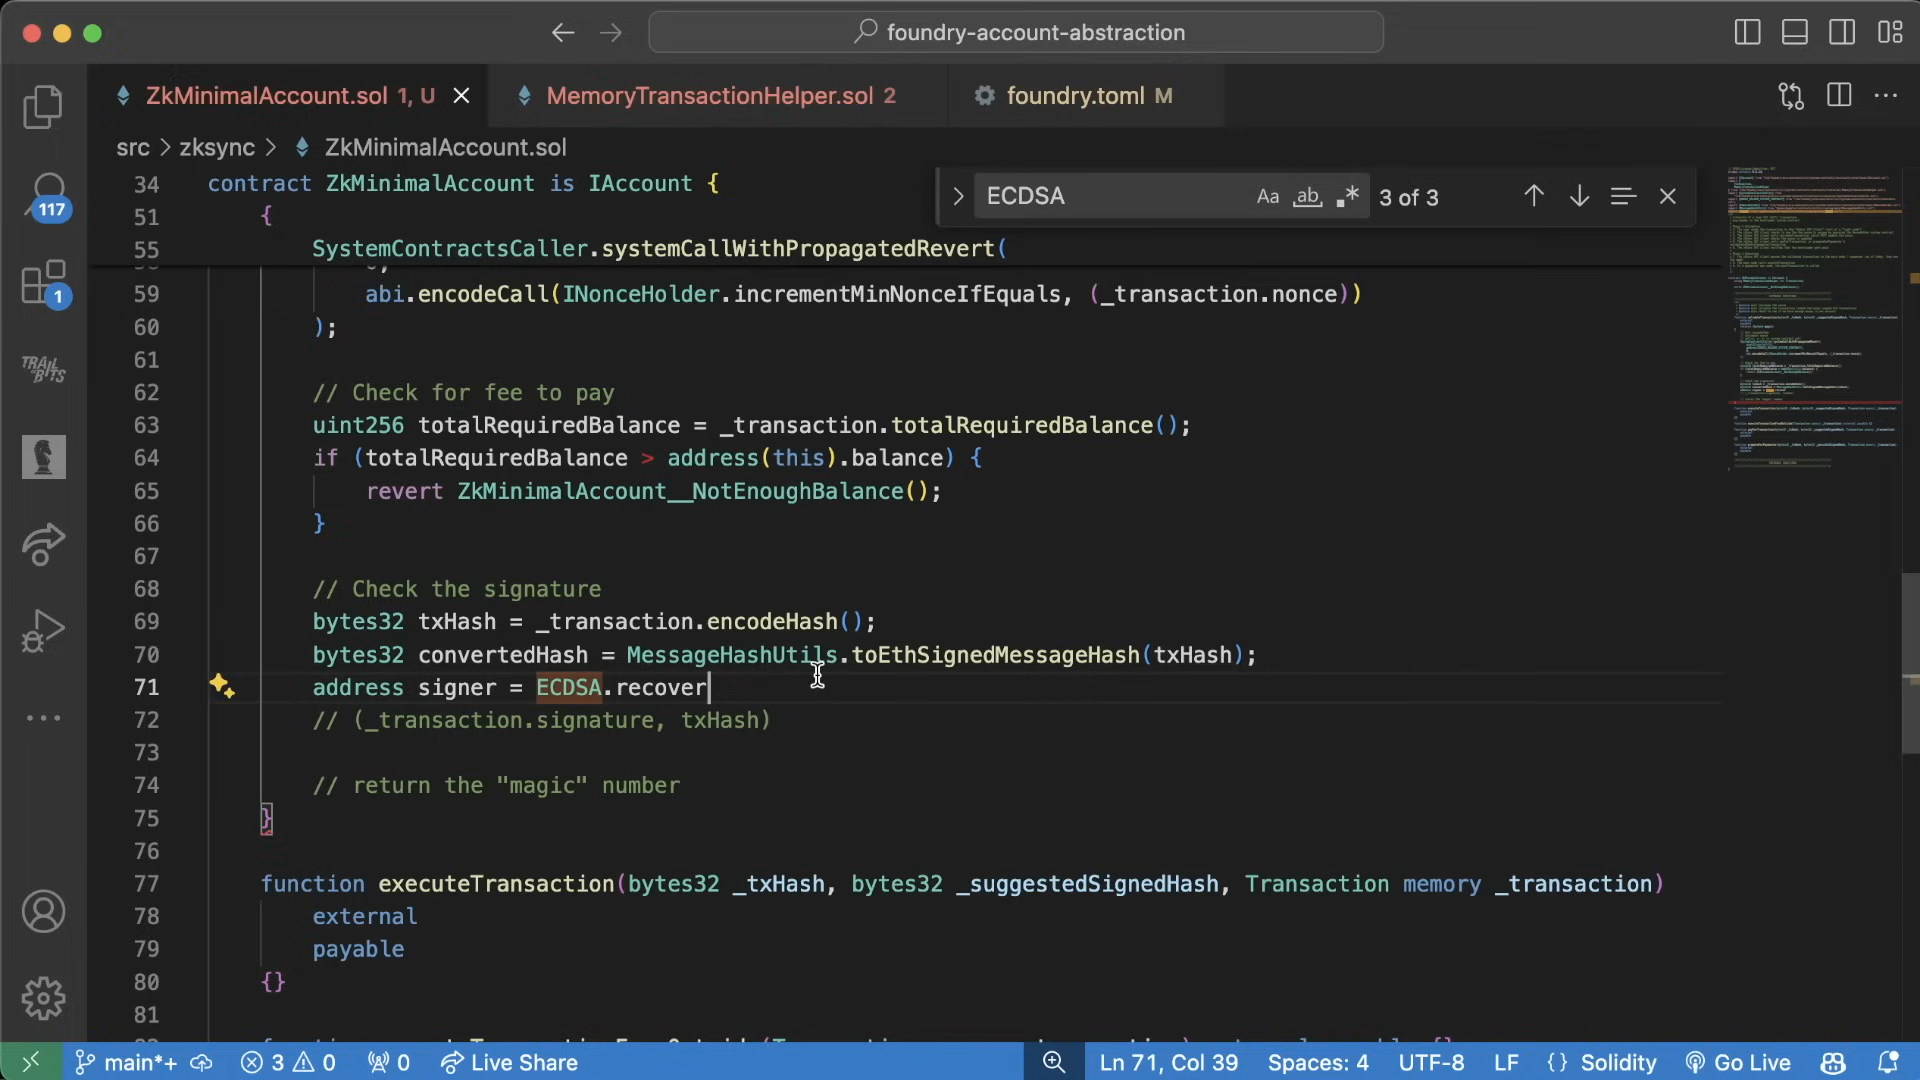 foundry-account-abstraction
ZkMinimalAccount.sol 1, U
MemoryTransactionHelper.sol 2
foundry.toml M
src > zksync > ZkMinimalAccount.sol
ECDSA
Aa
ab
3 of 3
117
1
TRAIL OF BITS
34 contract ZkMinimalAccount is IAccount {
51 {
55 SystemContractsCaller.systemCallWithPropagatedRevert(
59 abi.encodeCall(INonceHolder.incrementMinNonceIfEquals, (_transaction.nonce))
60 );
61
62 // Check for fee to pay
63 uint256 totalRequiredBalance = _transaction.totalRequiredBalance();
64 if (totalRequiredBalance > address(this).balance) {
65 revert ZkMinimalAccount__NotEnoughBalance();
66 }
67
68 // Check the signature
69 bytes32 txHash = _transaction.encodeHash();
70 bytes32 convertedHash = MessageHashUtils.toEthSignedMessageHash(txHash);
71 address signer = ECDSA.recover
72 // (_transaction.signature, txHash)
73
74 // return the "magic" number
75 }
76
77 function executeTransaction(bytes32 _txHash, bytes32 _suggestedSignedHash, Transaction memory _transaction)
78 external
79 payable
80 {}
81
main*+
3
0
0
Live Share
Ln 71, Col 39
Spaces: 4
UTF-8
LF
{} Solidity
Go Live